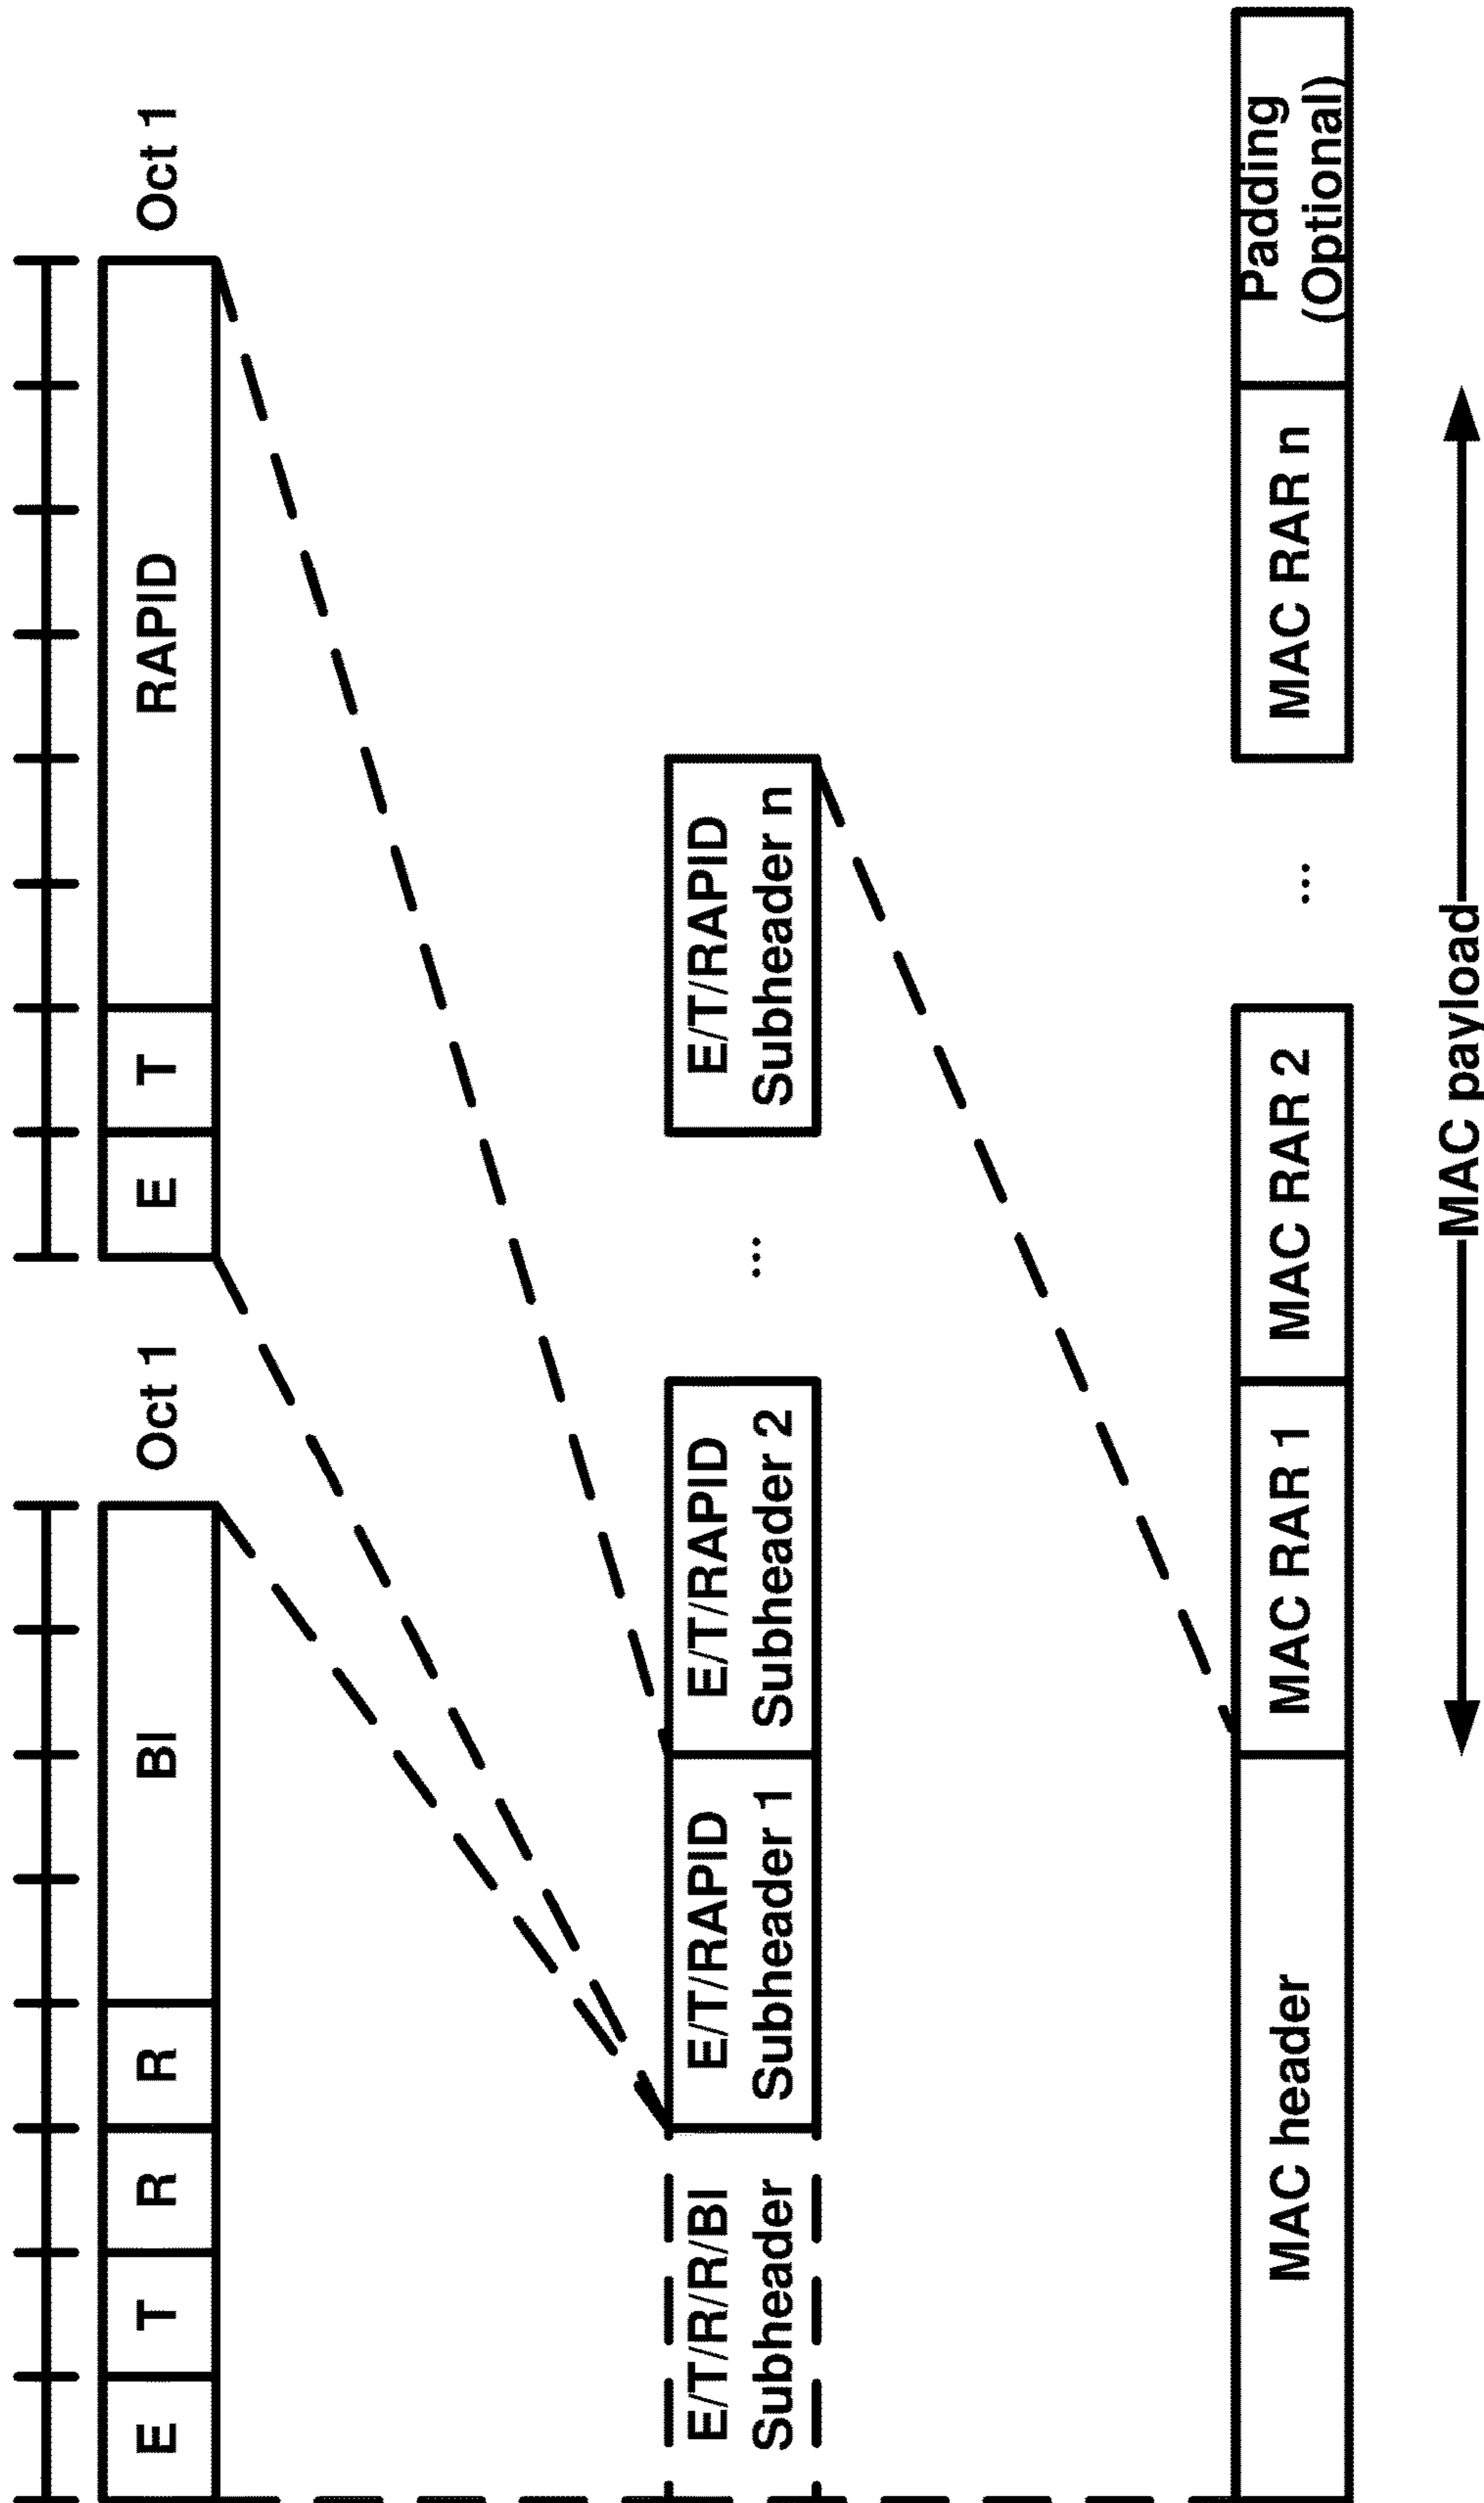 E
T
R
R
BI
Oct 1
E
T
RAPID
Oct 1
E/T/R/R/BI
Subheader
E/T/RAPID
Subheader 1
E/T/RAPID
Subheader 2
...
E/T/RAPID
Subheader n
MAC header
MAC RAR 1
MAC RAR 2
...
MAC RAR n
Padding
(Optional)
MAC payload